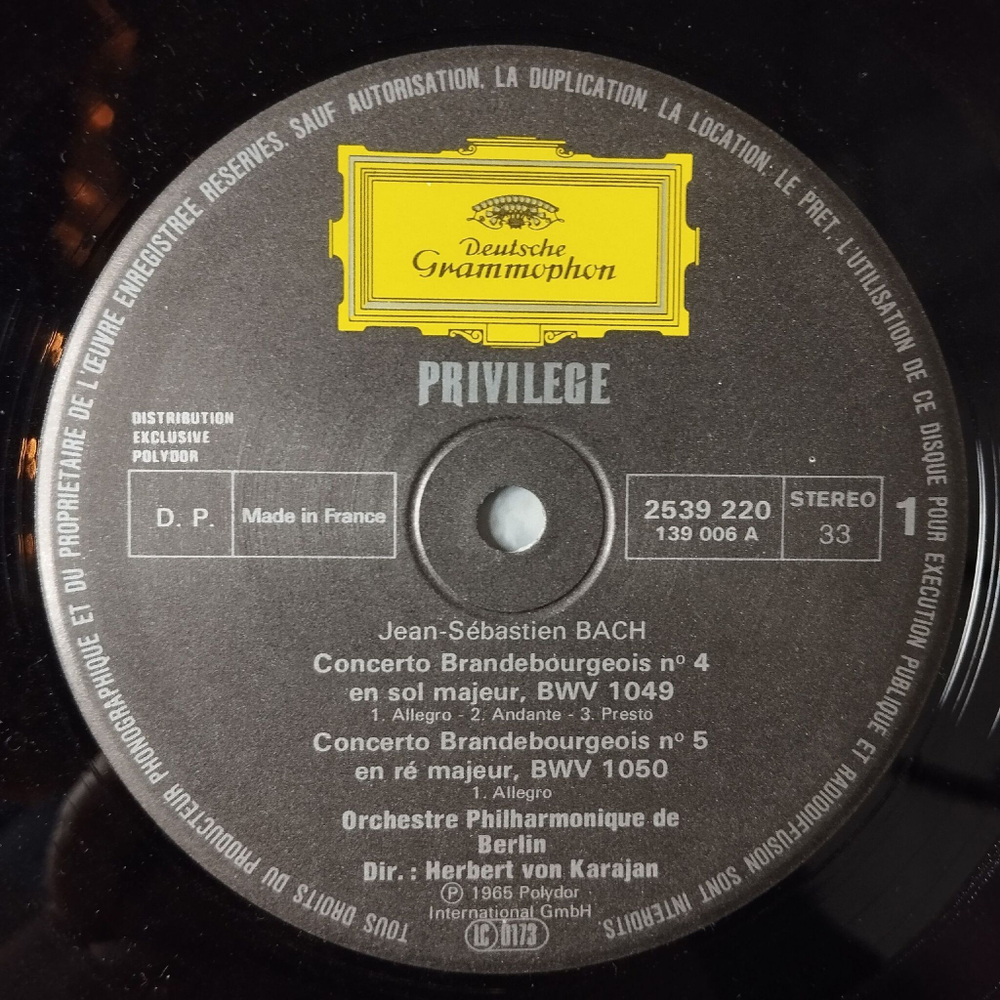 TOUS DROITS DU PRODUCTEUR PHONOGRAPHIQUE ET DU PROPRIETAIRE DE L'ŒUVRE ENREGISTREE RESERVES. SAUF AUTORISATION, LA DUPLICATION, LA LOCATION, LE PRET, L'UTILISATION DE CE DISQUE POUR EXECUTION PUBLIQUE ET RADIODIFFUSION SONT INTERDITS
Deutsche
Grammophon
PRIVILEGE
DISTRIBUTION
EXCLUSIVE
POLYDOR
D. P. Made in France
2539 220
139 006 A
STEREO
33
1
Jean-Sébastien BACH
Concerto Brandebourgeois nº 4
en sol majeur, BWV 1049
1. Allegro - 2. Andante - 3. Presto
Concerto Brandebourgeois nº 5
en ré majeur, BWV 1050
1. Allegro
Orchestre Philharmonique de
Berlin
Dir. : Herbert von Karajan
℗ 1965 Polydor
International GmbH
LC 0173